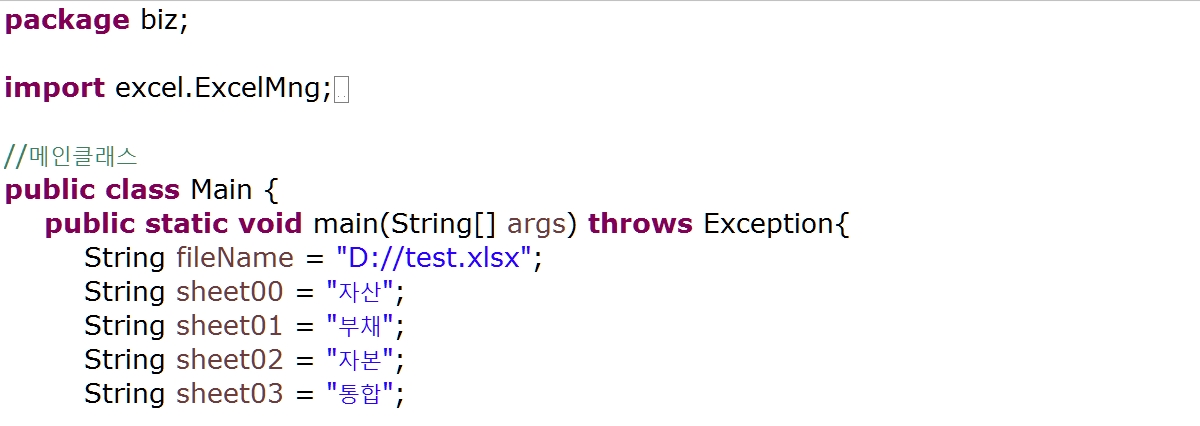 package biz;
import excel.ExcelMng;
//메인클래스
public class Main {
public static void main(String[] args) throws Exception{
String fileName = "D://test.xlsx";
String sheet00 = "자산";
String sheet01 = "부채";
String sheet02 = "자본";
String sheet03 = "통합";